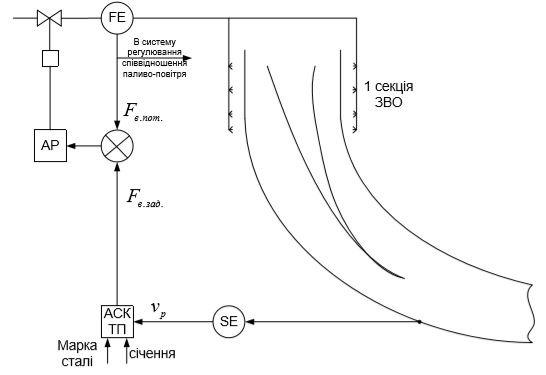 FE
В систему
регулювання
співвідношення
паливо-повітря
1 секція
ЗВО
Fв.пот.
АР
Fв.зад.
АСК
ТП
vр
SE
Марка
сталі
січення